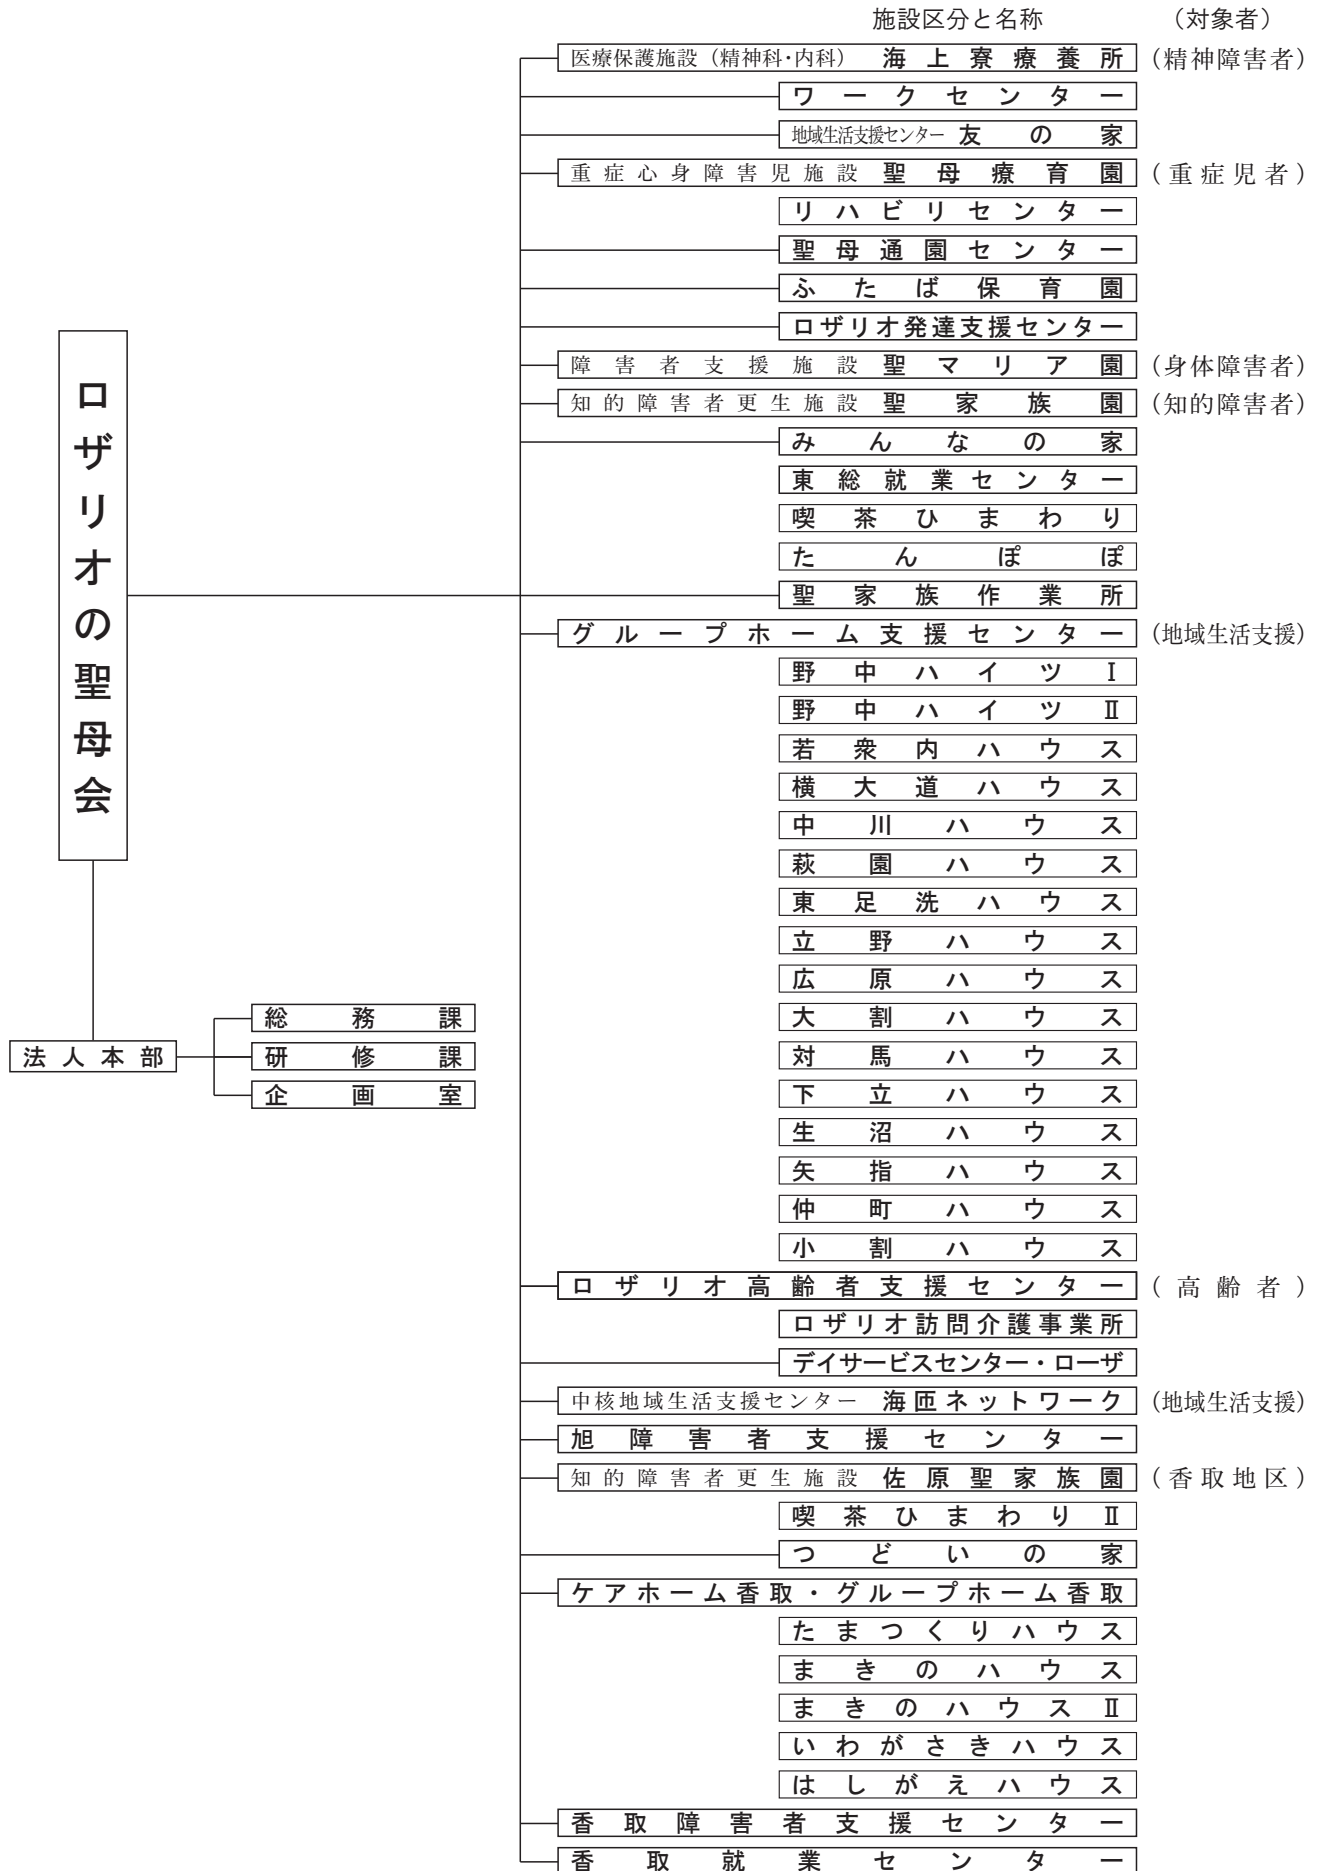 施設区分と名称 (対象者)
医療保護施設(精神科・内科) 海上寮療養所 (精神障害者)
ワークセンター
地域生活支援センター 友の家
重症心身障害児施設 聖母療育園 (重症児者)
リハビリセンター
聖母通園センター
ふたば保育園
ロザリオ発達支援センター
障害者支援施設 聖マリア園 (身体障害者)
知的障害者更生施設 聖家族園 (知的障害者)
みんなの家
東総就業センター
喫茶ひまわり
たんぽぽ
聖家族作業所
グループホーム支援センター (地域生活支援)
野中ハイツⅠ
野中ハイツⅡ
若衆内ハウス
横大道ハウス
中川ハウス
萩園ハウス
東足洗ハウス
立野ハウス
広原ハウス
大割ハウス
対馬ハウス
下立ハウス
生沼ハウス
矢指ハウス
仲町ハウス
小割ハウス
ロザリオ高齢者支援センター (高齢者)
ロザリオ訪問介護事業所
デイサービスセンター・ローザ
中核地域生活支援センター 海匝ネットワーク (地域生活支援)
旭障害者支援センター
知的障害者更生施設 佐原聖家族園 (香取地区)
喫茶ひまわりⅡ
つどいの家
ケアホーム香取・グループホーム香取
たまつくりハウス
まきのハウス
まきのハウスⅡ
いわがさきハウス
はしがえハウス
香取障害者支援センター
香取就業センター
ロザリオの聖母会
法人本部
総務課
研修課
企画室